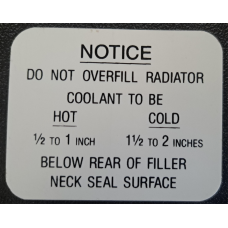 NOTICE
DO NOT OVERFILL RADIATOR
COOLANT TO BE
HOT COLD
½ TO 1 INCH 1½ TO 2 INCHES
BELOW REAR OF FILLER
NECK SEAL SURFACE